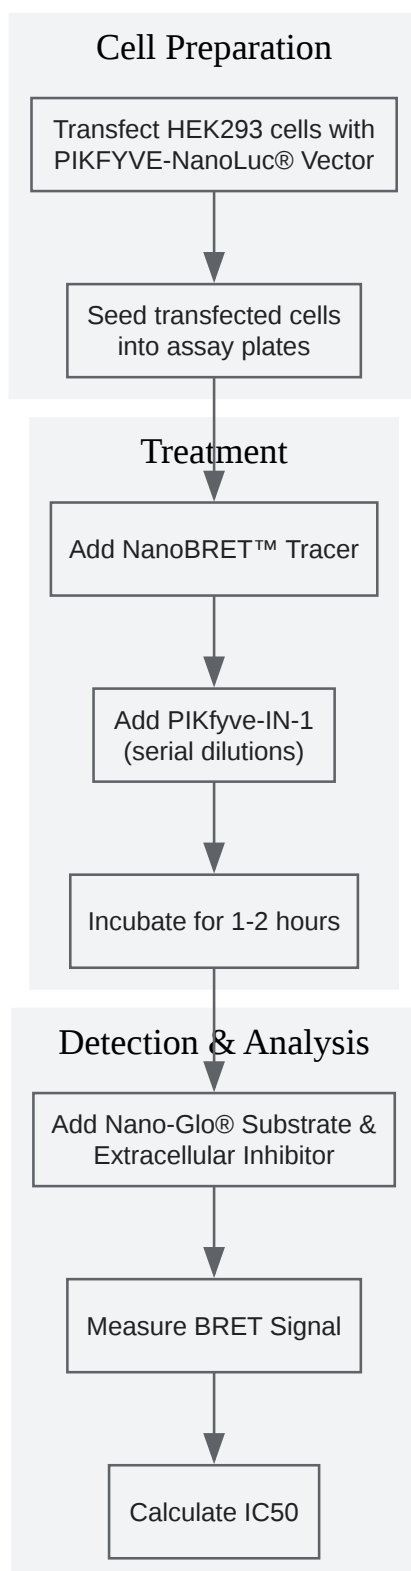 Cell Preparation
Transfect HEK293 cells with
PIKFYVE-NanoLuc® Vector
Seed transfected cells
into assay plates
Treatment
Add NanoBRET™ Tracer
Add PIKfyve-IN-1
(serial dilutions)
Incubate for 1-2 hours
Detection & Analysis
Add Nano-Glo® Substrate &
Extracellular Inhibitor
Measure BRET Signal
Calculate IC50